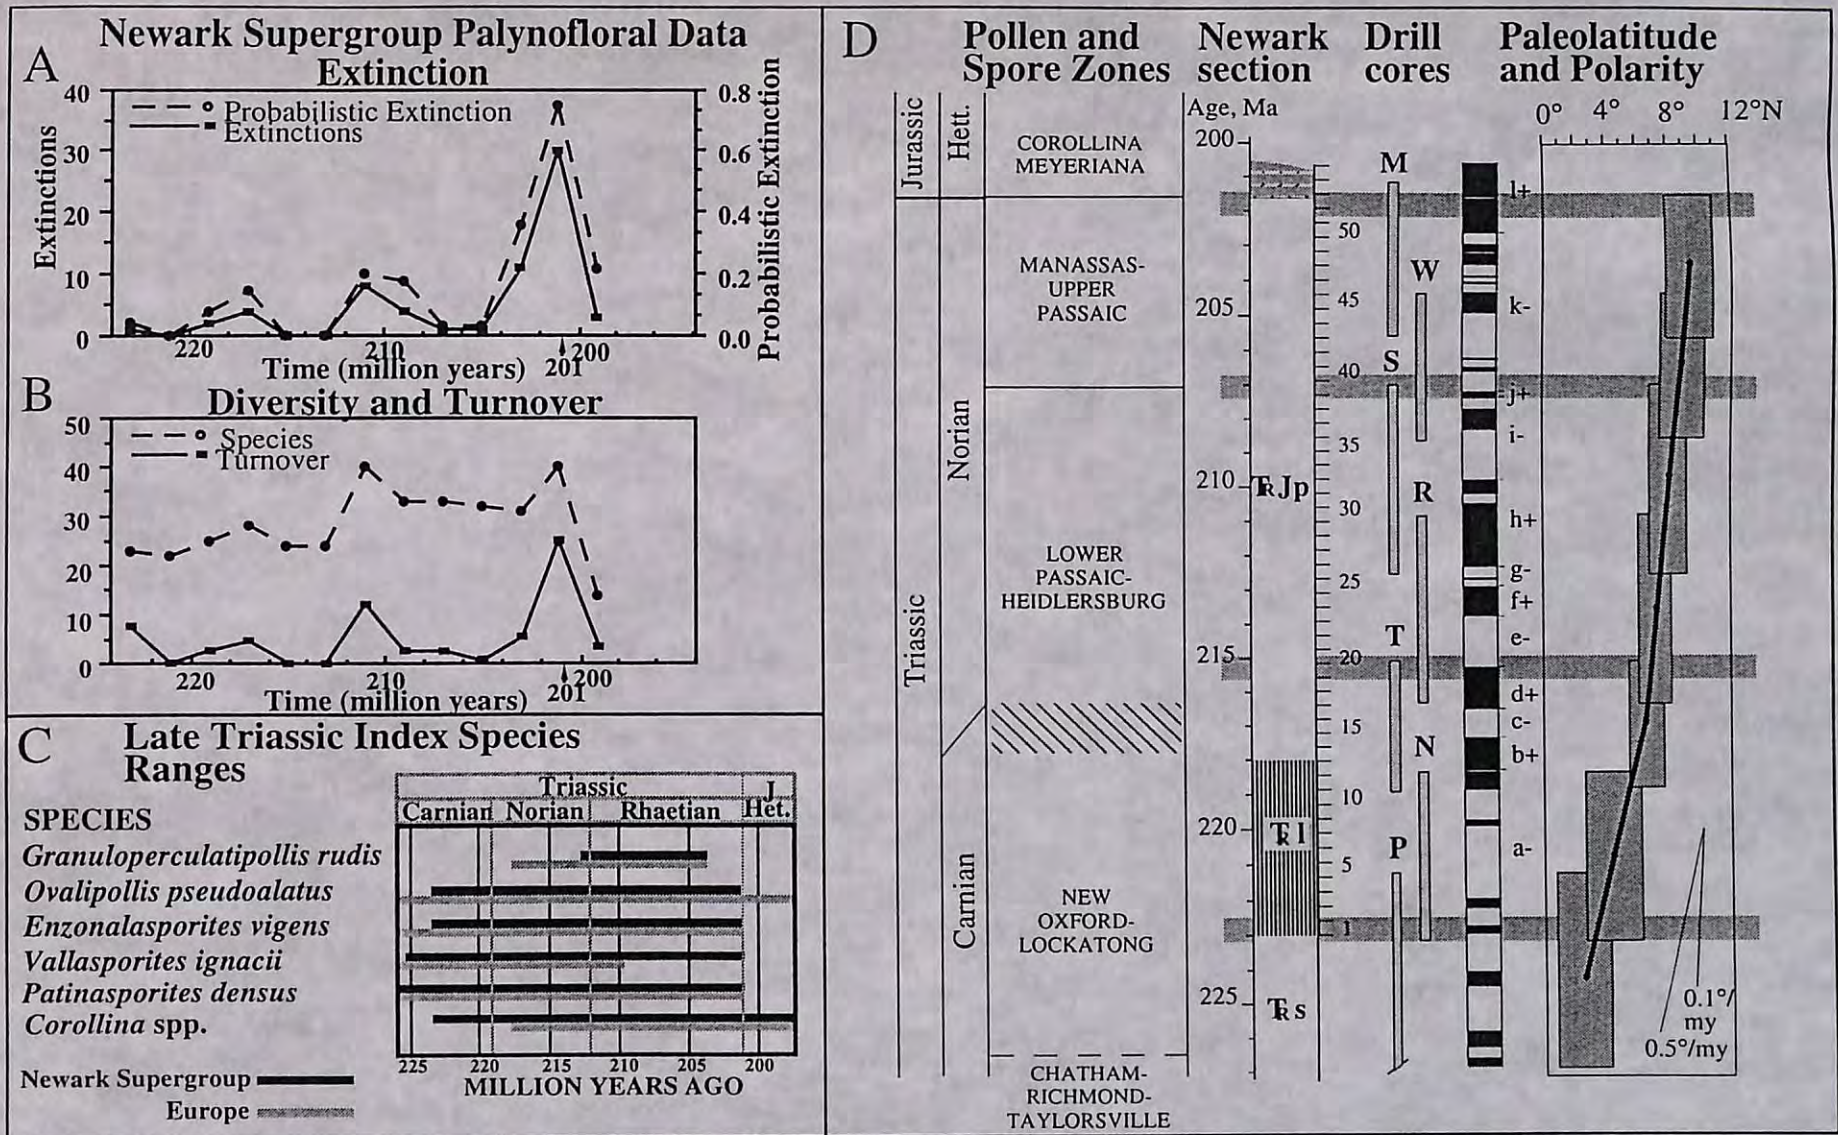 A
Newark Supergroup Palynofloral Data
Extinction
Extinctions
40
30
20
10
0
Probabilistic Extinction
Extinctions
0.8
0.6
0.4
0.2
0.0
Probabilistic Extinction
220
210
201
200
Time (million years)
B
Diversity and Turnover
50
40
30
20
10
0
Species
Turnover
220
210
201
200
Time (million years)
C
Late Triassic Index Species
Ranges
SPECIES
Granuloperculatipollis rudis
Ovalipollis pseudoalatus
Enzonalasporites vigens
Vallasporites ignacii
Patinasporites densus
Corollina spp.
Triassic
J
Carnian
Norian
Rhaetian
Het.
225
220
215
210
205
200
MILLION YEARS AGO
Newark Supergroup
Europe
D
Pollen and
Spore Zones
Newark
section
Drill
cores
Paleolatitude
and Polarity
Jurassic
Triassic
Hett.
Norian
Carnian
COROLLINA
MEYERIANA
MANASSAS-
UPPER
PASSAIC
LOWER
PASSAIC-
HEIDLERSBURG
NEW
OXFORD-
LOCKATONG
CHATHAM-
RICHMOND-
TAYLORSVILLE
Age, Ma
200
205
210
215
220
225
TR Jp
TR l
TR s
50
45
40
35
30
25
20
15
10
5
1
M
W
S
R
T
N
P
l+
k-
j+
i-
h+
g-
f+
e-
d+
c-
b+
a-
0°
4°
8°
12°N
0.1°/
my
0.5°/my